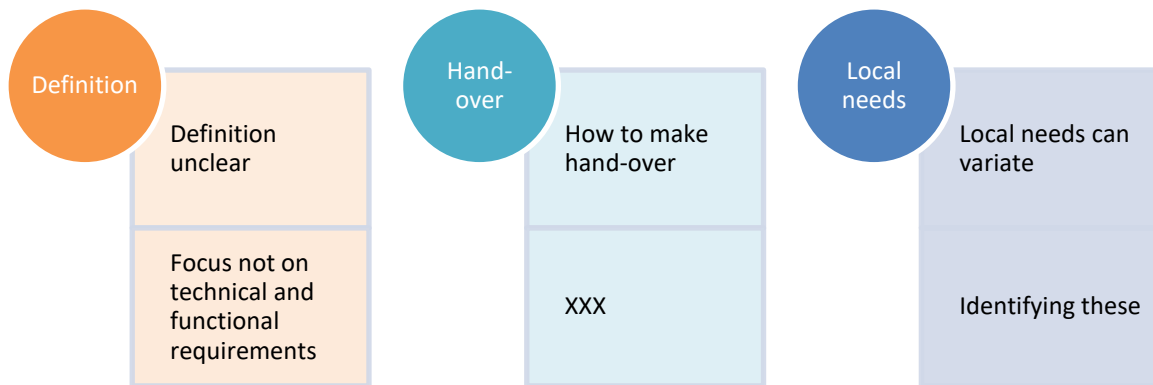 Definition
Definition
unclear
Focus not on
technical and
functional
requirements
Hand-
over
How to make
hand-over
XXX
Local
needs
Local needs can
variate
Identifying these